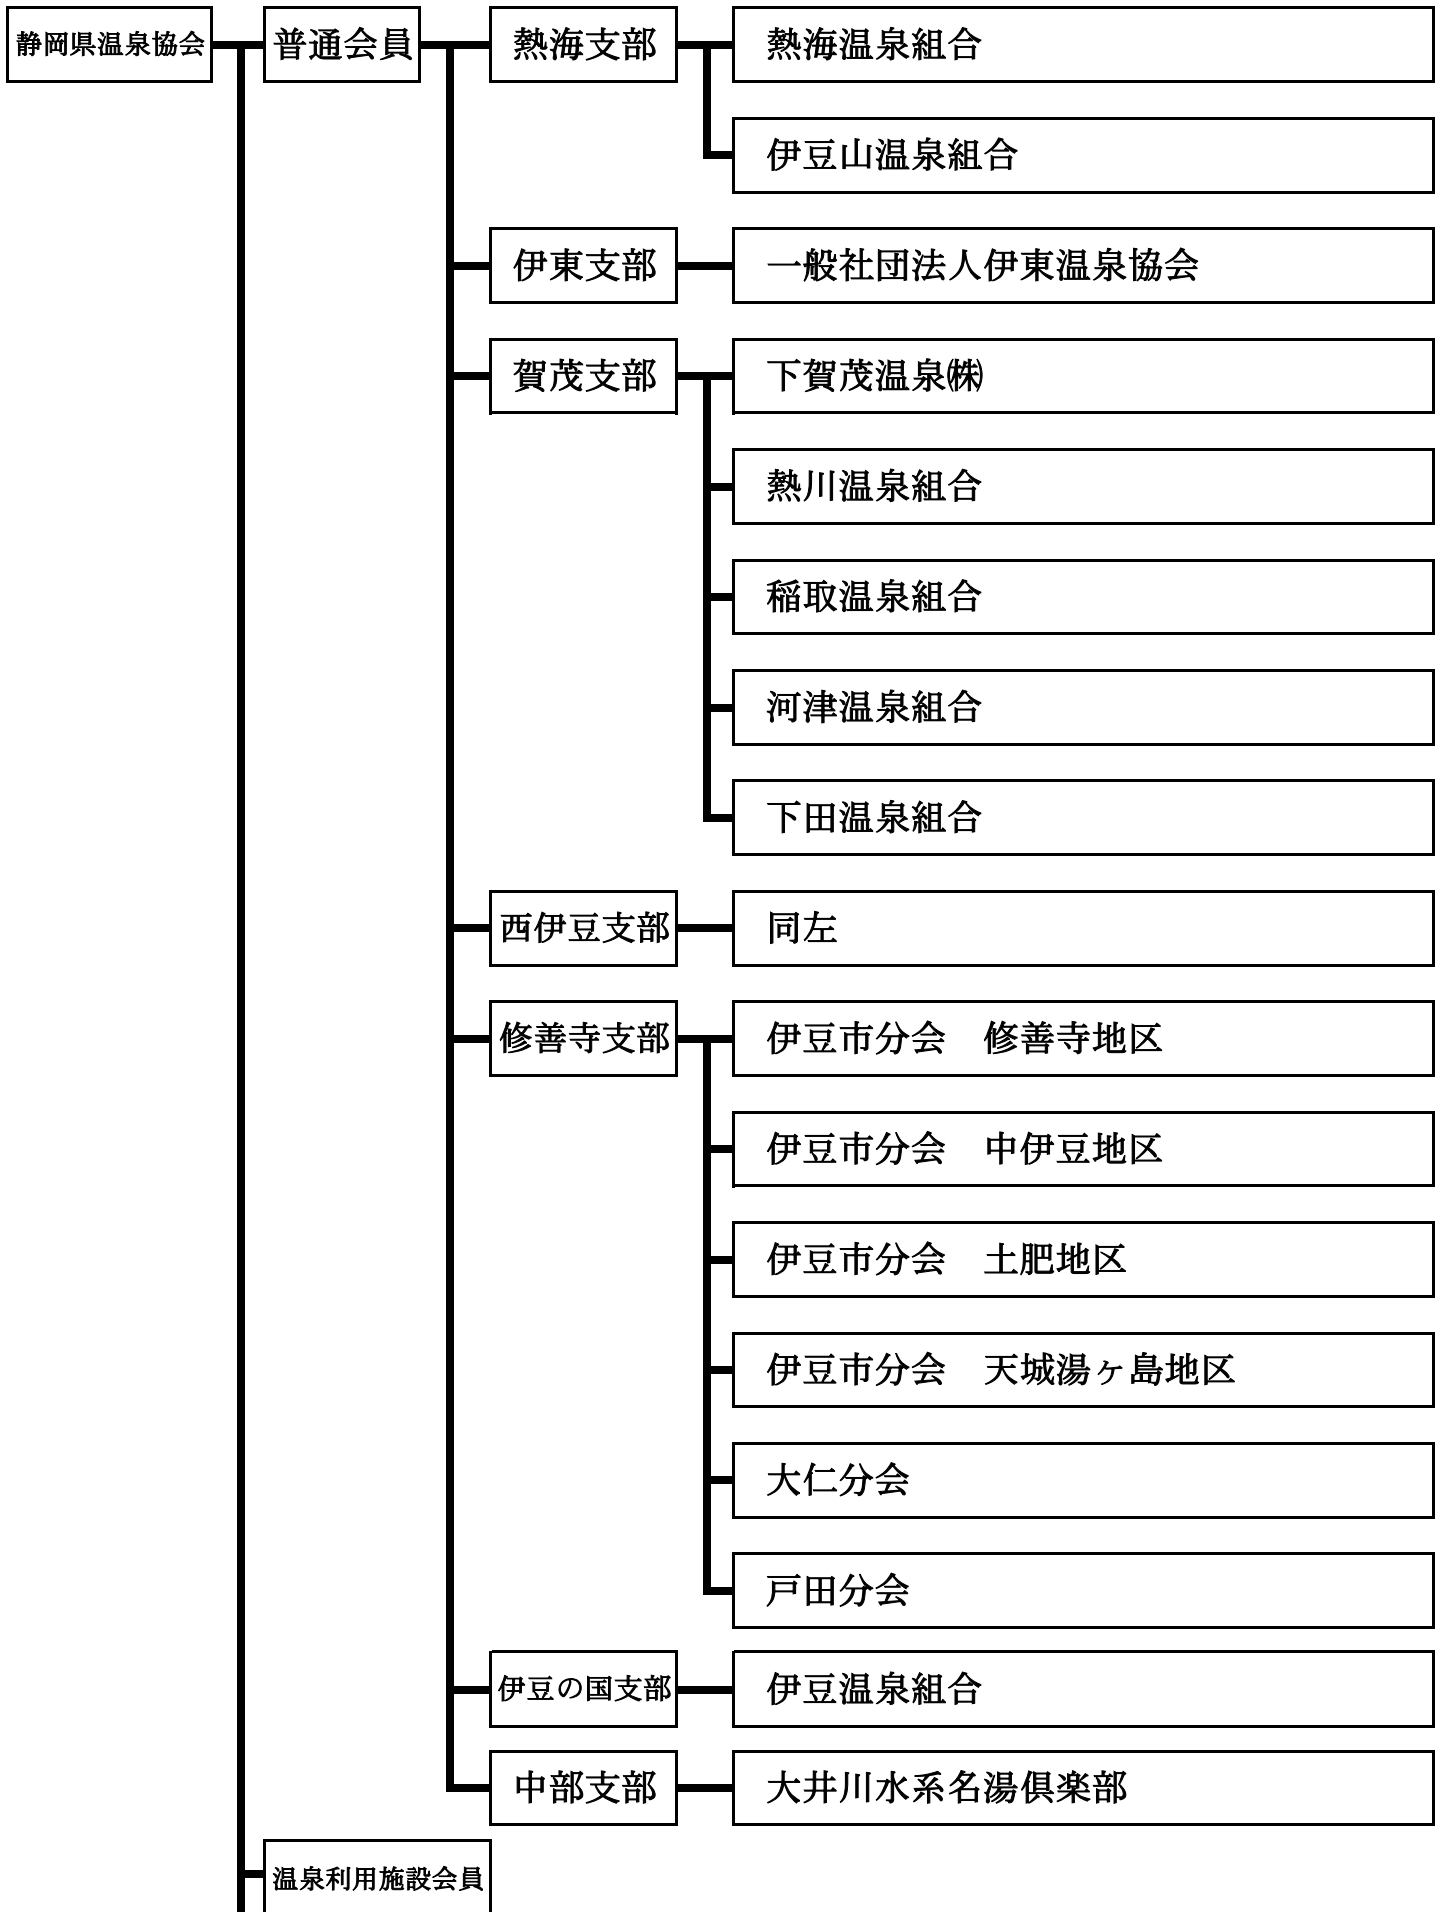 静岡県温泉協会
普通会員
熱海支部
熱海温泉組合
伊豆山温泉組合
伊東支部
一般社団法人伊東温泉協会
賀茂支部
下賀茂温泉㈱
熱川温泉組合
稲取温泉組合
河津温泉組合
下田温泉組合
西伊豆支部
同左
修善寺支部
伊豆市分会　修善寺地区
伊豆市分会　中伊豆地区
伊豆市分会　土肥地区
伊豆市分会　天城湯ヶ島地区
大仁分会
戸田分会
伊豆の国支部
伊豆温泉組合
中部支部
大井川水系名湯倶楽部
温泉利用施設会員